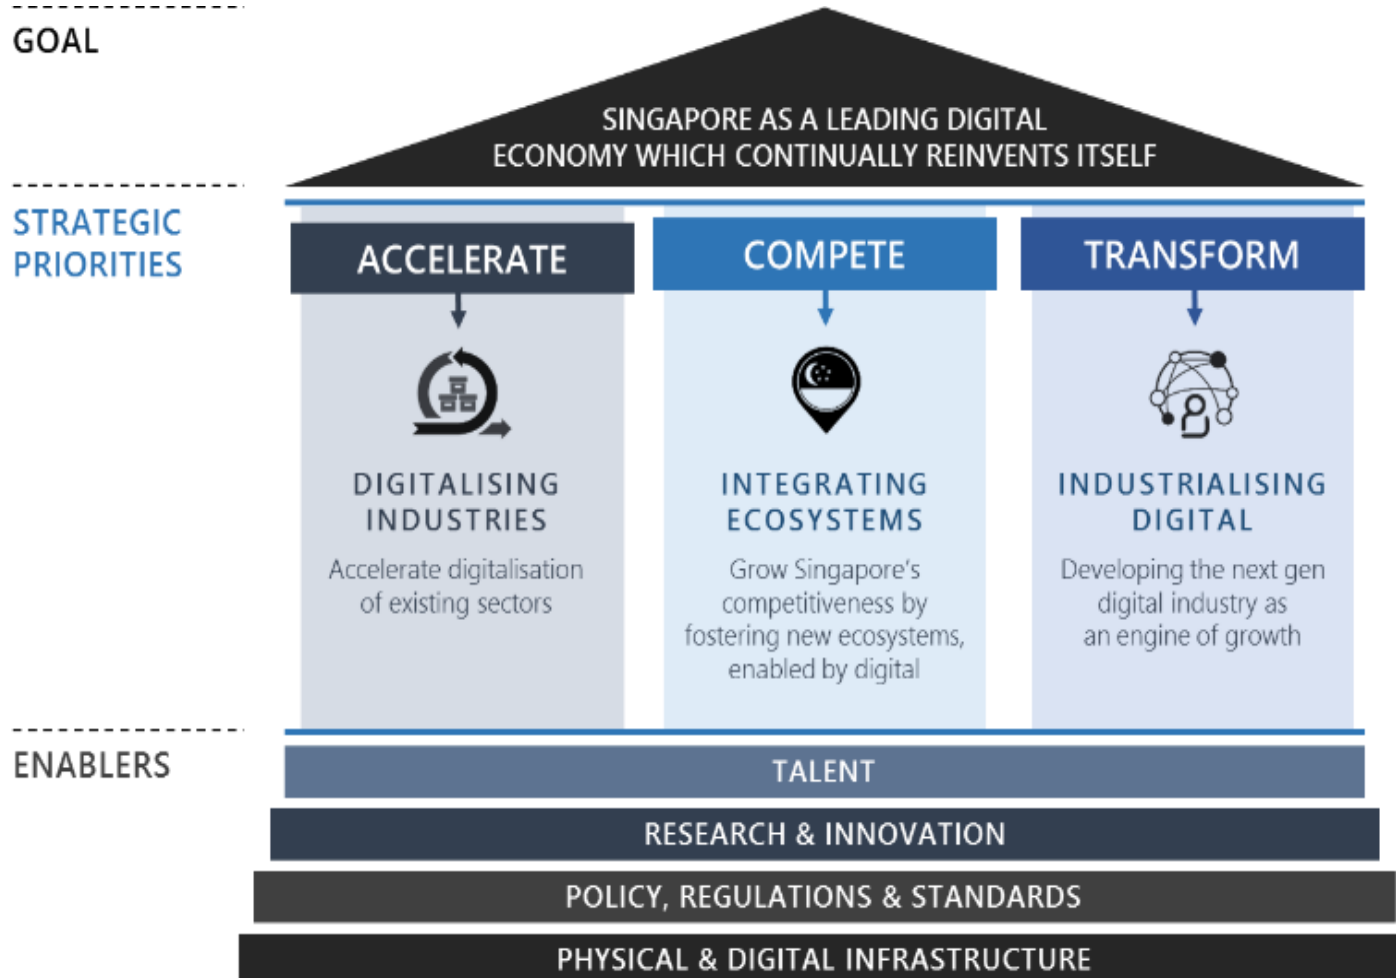 GOAL
SINGAPORE AS A LEADING DIGITAL
ECONOMY WHICH CONTINUALLY REINVENTS ITSELF
STRATEGIC
PRIORITIES
ACCELERATE
DIGITALISING
INDUSTRIES
Accelerate digitalisation
of existing sectors
COMPETE
INTEGRATING
ECOSYSTEMS
Grow Singapore's
competitiveness by
fostering new ecosystems,
enabled by digital
TRANSFORM
INDUSTRIALISING
DIGITAL
Developing the next gen
digital industry as
an engine of growth
ENABLERS
TALENT
RESEARCH & INNOVATION
POLICY, REGULATIONS & STANDARDS
PHYSICAL & DIGITAL INFRASTRUCTURE